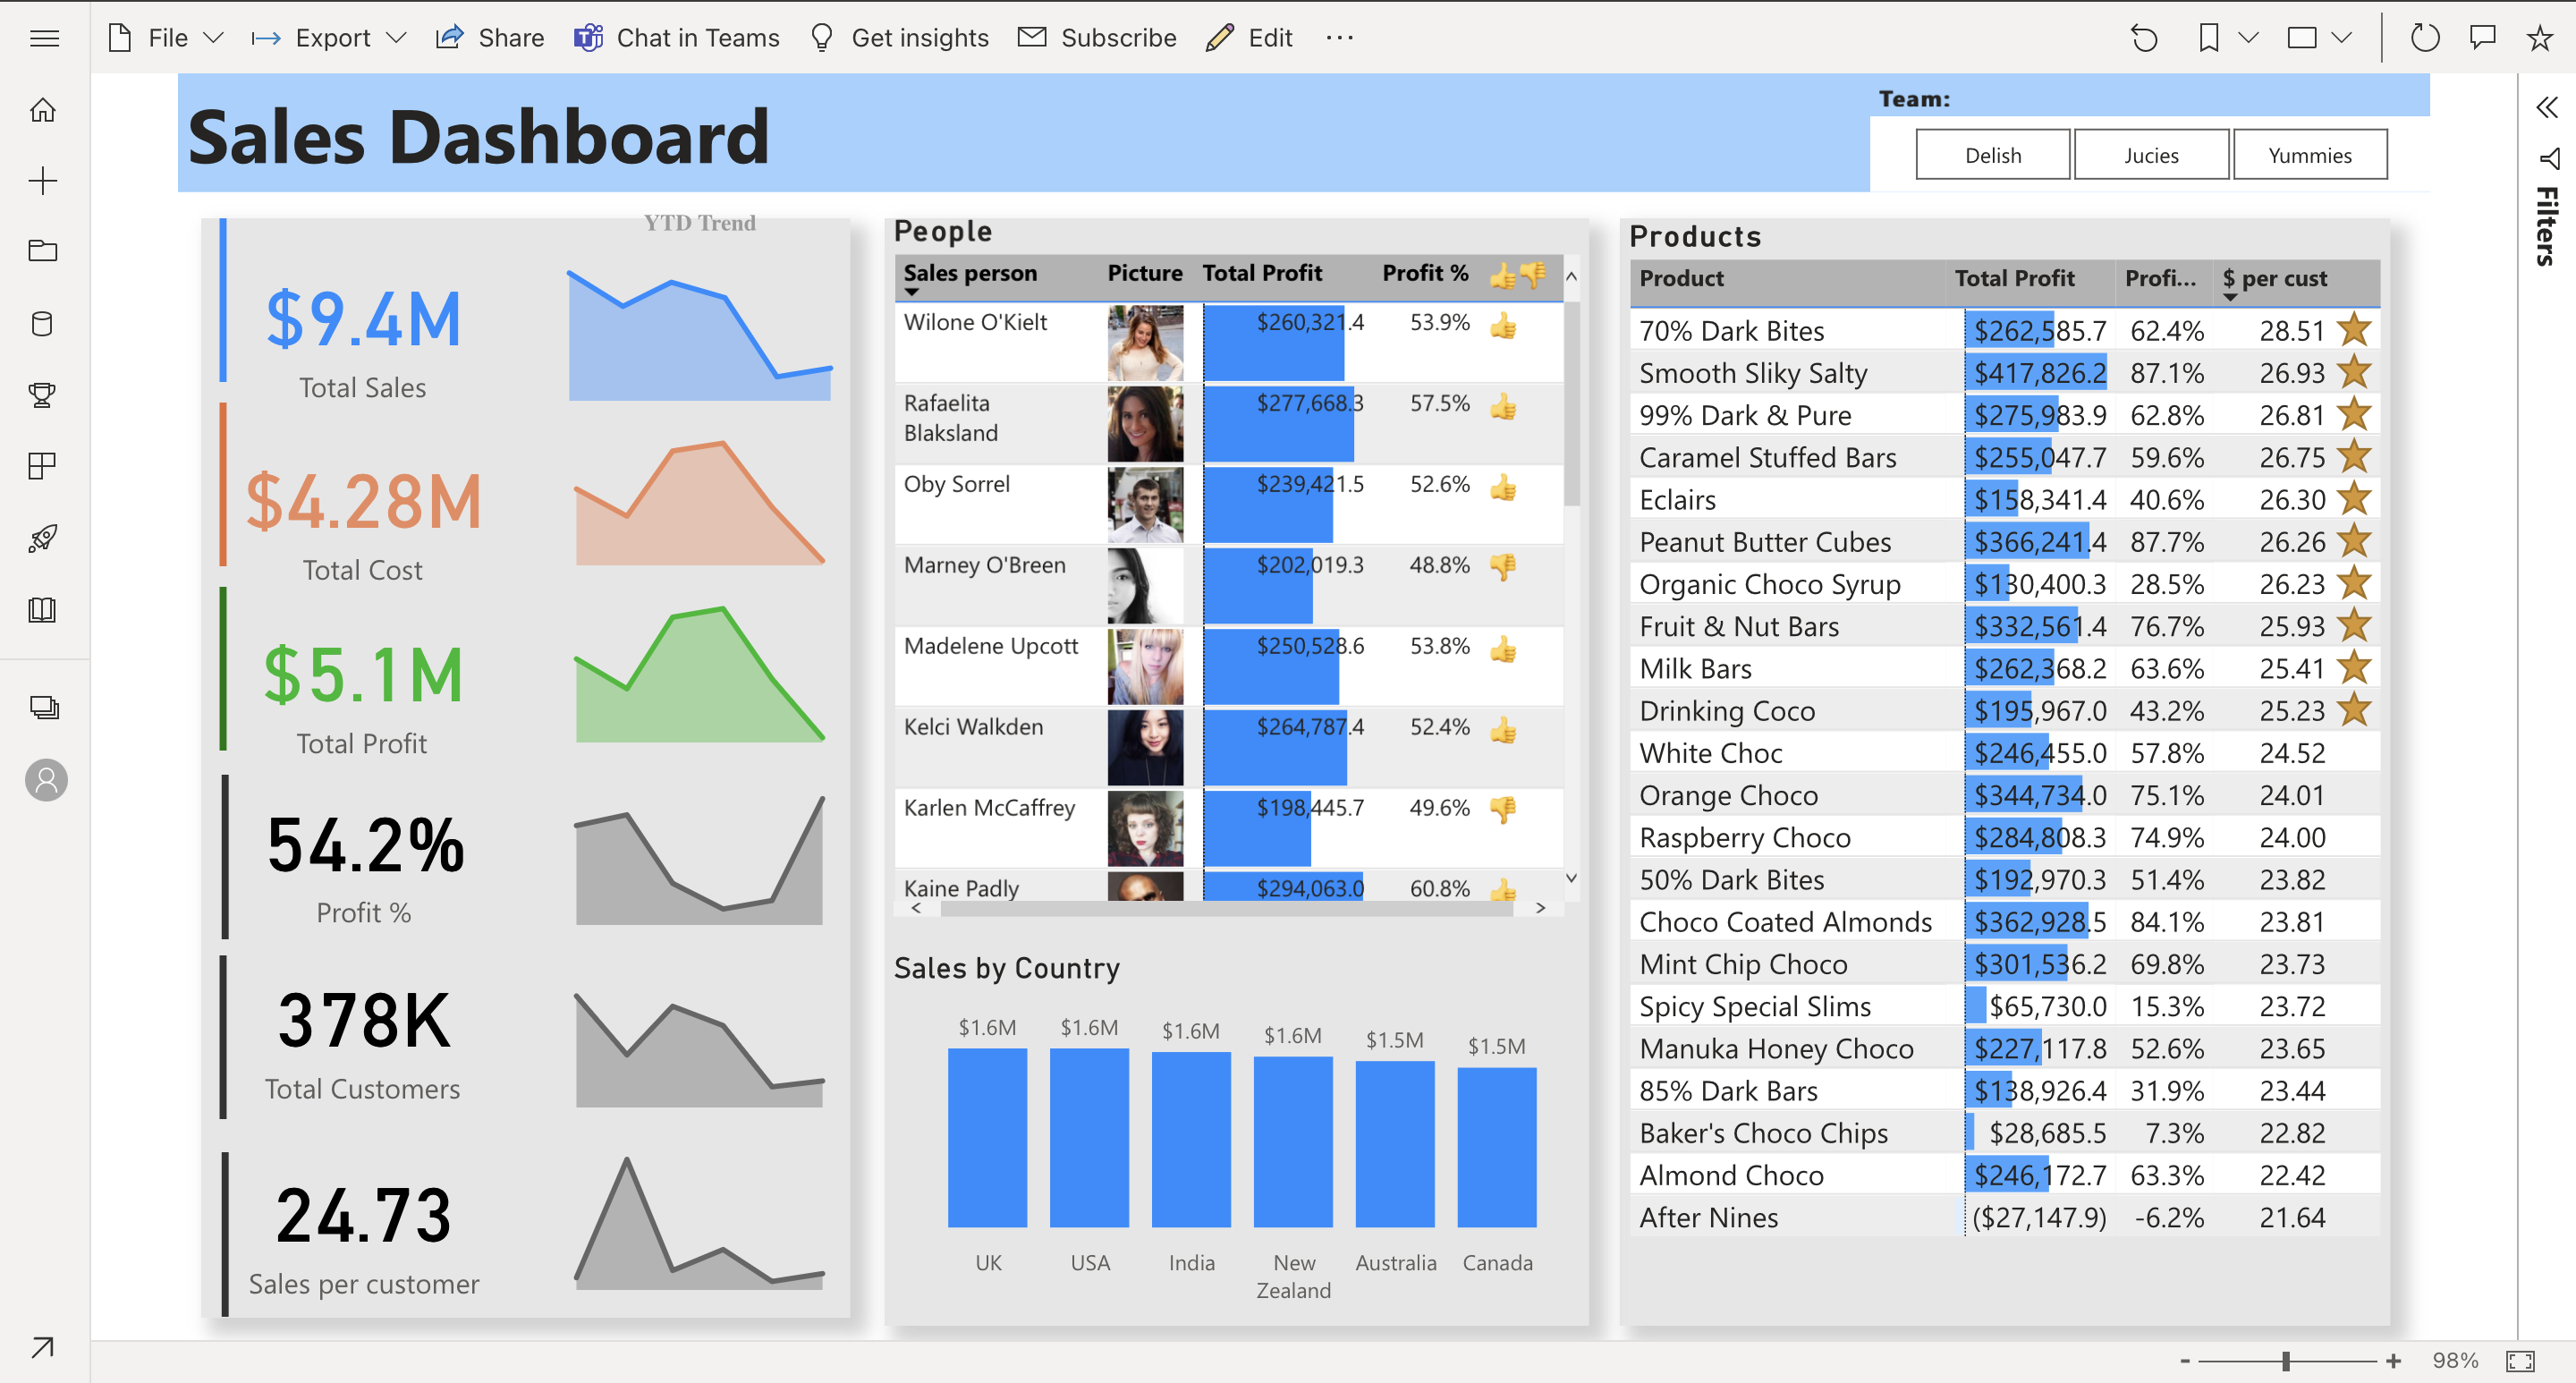 File Export Share Chat in Teams Get insights Subscribe Edit
Sales Dashboard
Team:
Delish Jucies Yummies
Filters
YTD Trend
$9.4M
Total Sales
$4.28M
Total Cost
$5.1M
Total Profit
54.2%
Profit %
378K
Total Customers
24.73
Sales per customer
People
Sales person Picture Total Profit Profit %
Wilone O'Kielt $260,321.4 53.9%
Rafaelita
Blaksland $277,668.3 57.5%
Oby Sorrel $239,421.5 52.6%
Marney O'Breen $202,019.3 48.8%
Madelene Upcott $250,528.6 53.8%
Kelci Walkden $264,787.4 52.4%
Karlen McCaffrey $198,445.7 49.6%
Kaine Padly $294,063.0 60.8%
Sales by Country
$1.6M $1.6M $1.6M $1.6M $1.5M $1.5M
UK USA India New Australia Canada
Zealand
Products
Product Total Profit Profi... $ per cust
70% Dark Bites $262,585.7 62.4% 28.51
Smooth Sliky Salty $417,826.2 87.1% 26.93
99% Dark & Pure $275,983.9 62.8% 26.81
Caramel Stuffed Bars $255,047.7 59.6% 26.75
Eclairs $158,341.4 40.6% 26.30
Peanut Butter Cubes $366,241.4 87.7% 26.26
Organic Choco Syrup $130,400.3 28.5% 26.23
Fruit & Nut Bars $332,561.4 76.7% 25.93
Milk Bars $262,368.2 63.6% 25.41
Drinking Coco $195,967.0 43.2% 25.23
White Choc $246,455.0 57.8% 24.52
Orange Choco $344,734.0 75.1% 24.01
Raspberry Choco $284,808.3 74.9% 24.00
50% Dark Bites $192,970.3 51.4% 23.82
Choco Coated Almonds $362,928.5 84.1% 23.81
Mint Chip Choco $301,536.2 69.8% 23.73
Spicy Special Slims $65,730.0 15.3% 23.72
Manuka Honey Choco $227,117.8 52.6% 23.65
85% Dark Bars $138,926.4 31.9% 23.44
Baker's Choco Chips $28,685.5 7.3% 22.82
Almond Choco $246,172.7 63.3% 22.42
After Nines ($27,147.9) -6.2% 21.64
- + 98%